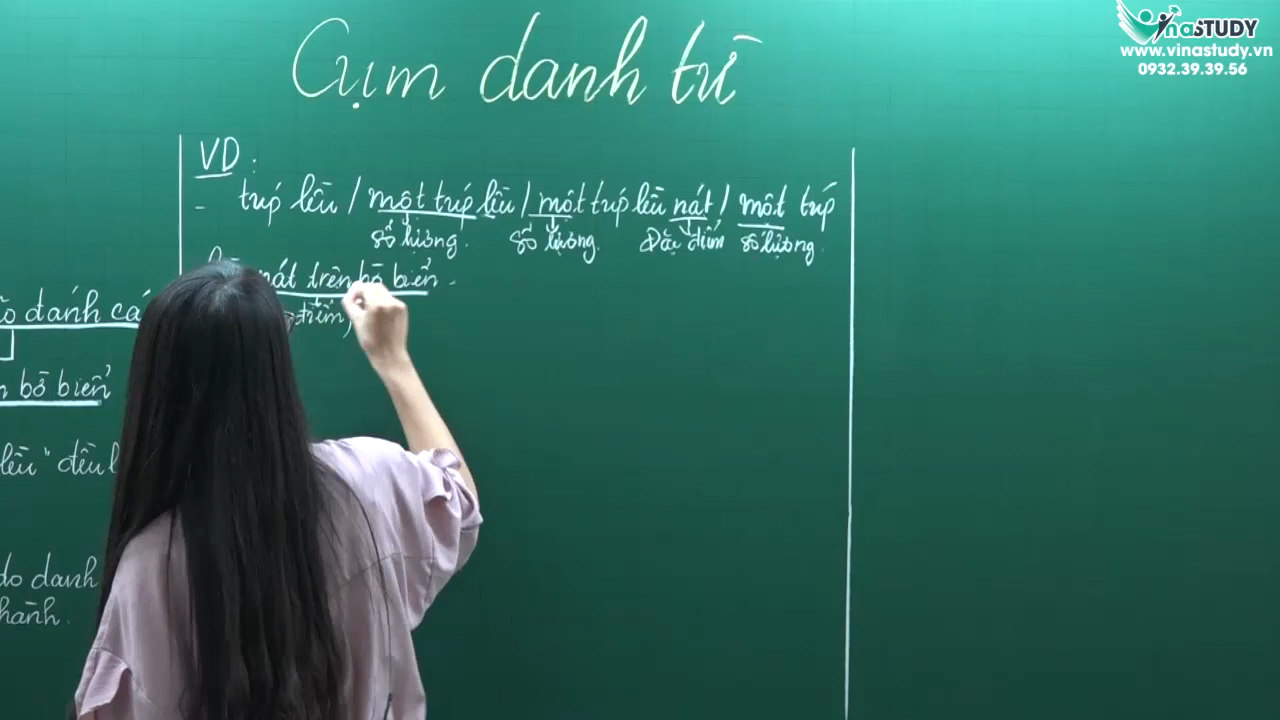 Cụm danh từ
VinaSTUDY
www.vinastudy.vn
0932.39.39.56
VD:
- túp lều / một túp lều / một túp lều nát / một túp
số lượng. số lượng. Đặc điểm số lượng.
nát trên bờ biển.
đánh cá
bờ biển
lều" đều
do danh